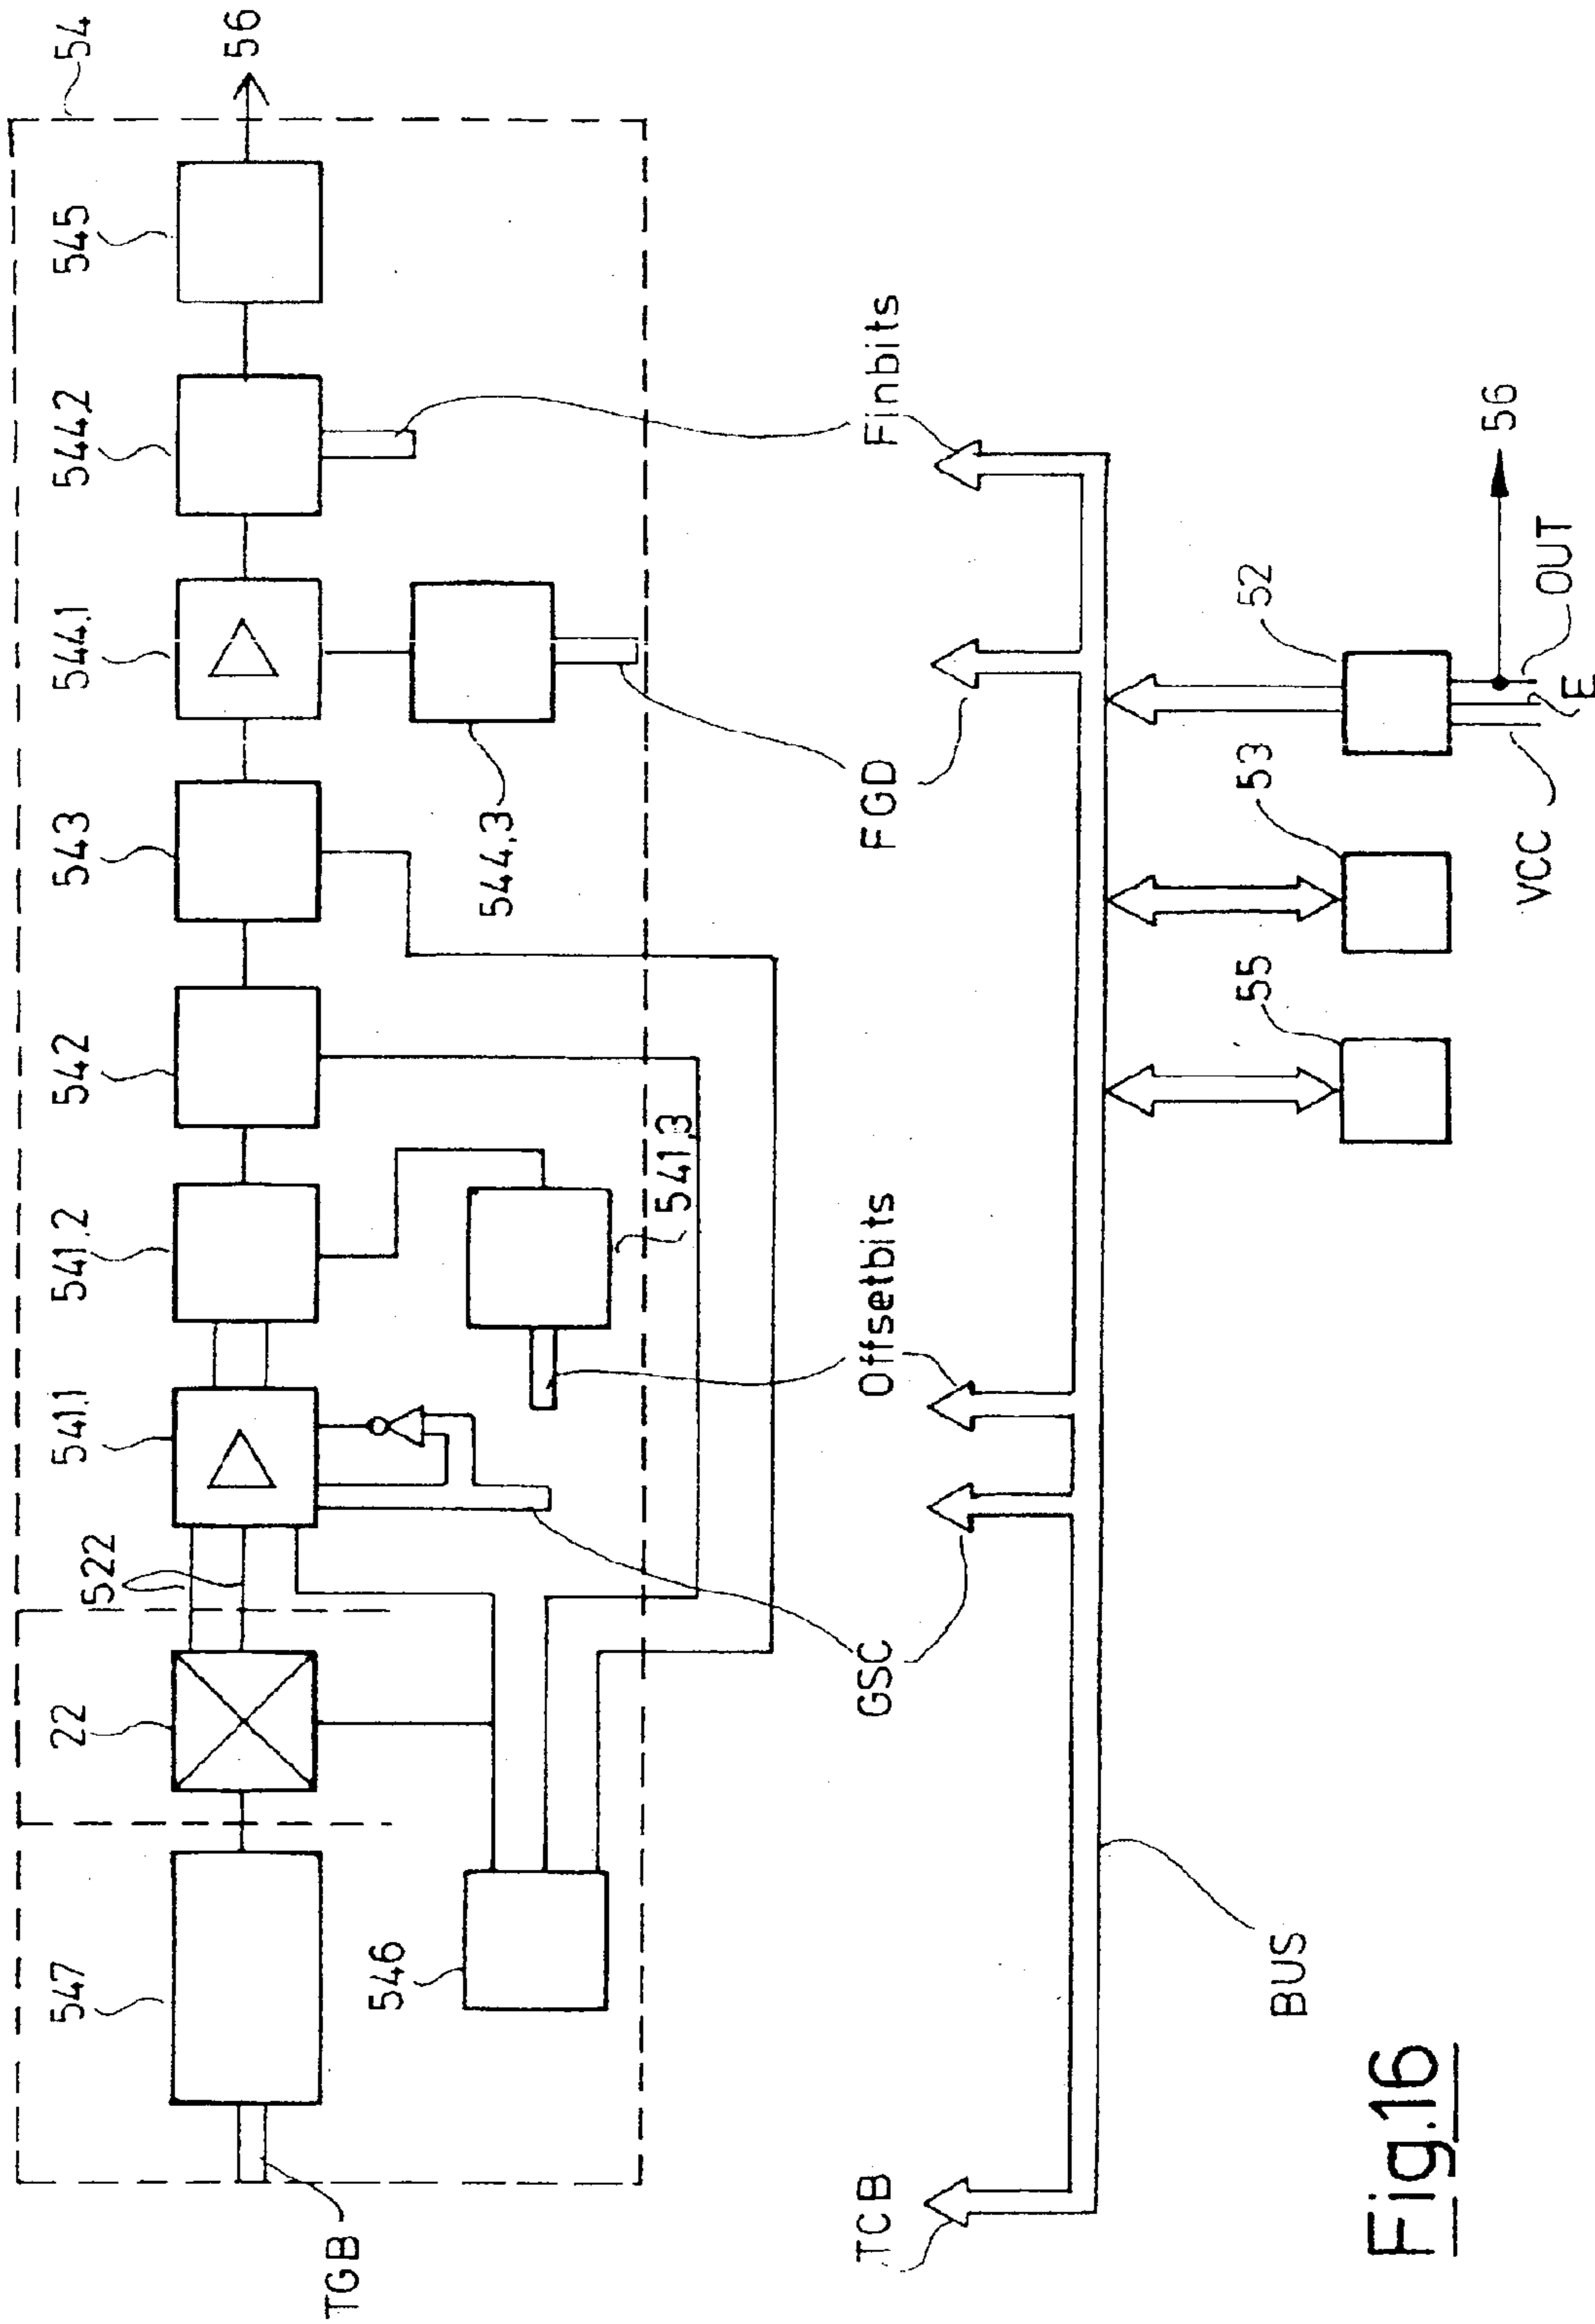 54
56
547
22
522
541,1
541,2
542
543
544,1
544,2
545
546
541,3
544,3
TGB
TCB
GSC
Offsetbits
FGD
Finbits
BUS
55
53
52
VCC
E
OUT
56
Fig.16